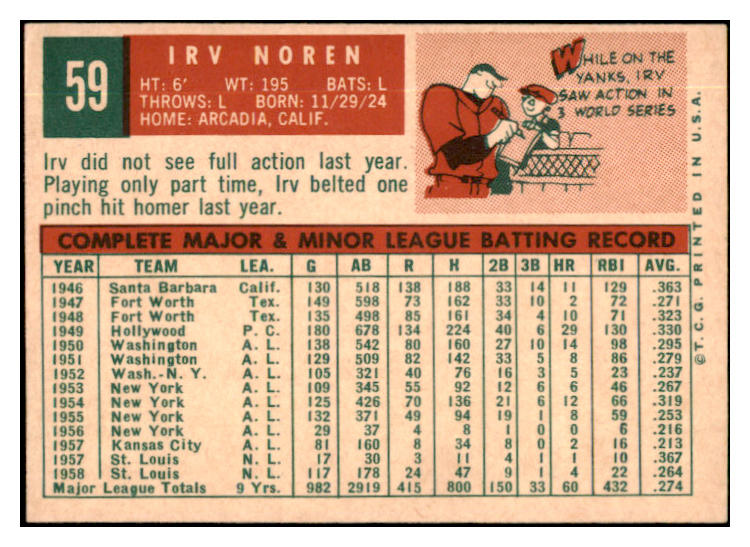 59
IRV NOREN
HT: 6' WT: 195 BATS: L
THROWS: L BORN: 11/29/24
HOME: ARCADIA, CALIF.
WHILE ON THE
YANKS, IRV
SAW ACTION IN
3 WORLD SERIES
Irv did not see full action last year.
Playing only part time, Irv belted one
pinch hit homer last year.
COMPLETE MAJOR & MINOR LEAGUE BATTING RECORD
YEAR TEAM LEA. G AB R H 2B 3B HR RBI AVG.
1946 Santa Barbara Calif. 130 518 138 188 33 14 11 129 .363
1947 Fort Worth Tex. 149 598 73 162 33 10 2 72 .271
1948 Fort Worth Tex. 135 498 85 161 34 4 10 71 .323
1949 Hollywood P. C. 180 678 134 224 40 6 29 130 .330
1950 Washington A. L. 138 542 80 160 27 10 14 98 .295
1951 Washington A. L. 129 509 82 142 33 5 8 86 .279
1952 Wash.-N. Y. A. L. 105 321 40 76 16 3 5 23 .237
1953 New York A. L. 109 345 55 92 12 6 6 46 .267
1954 New York A. L. 125 426 70 136 21 6 12 66 .319
1955 New York A. L. 132 371 49 94 19 1 8 59 .253
1956 New York A. L. 29 37 4 8 1 0 0 6 .216
1957 Kansas City A. L. 81 160 8 34 8 0 2 16 .213
1957 St. Louis N. L. 17 30 3 11 4 1 1 10 .367
1958 St. Louis N. L. 117 178 24 47 9 1 4 22 .264
Major League Totals 9 Yrs. 982 2919 415 800 150 33 60 432 .274
©T.C.G. PRINTED IN U.S.A.